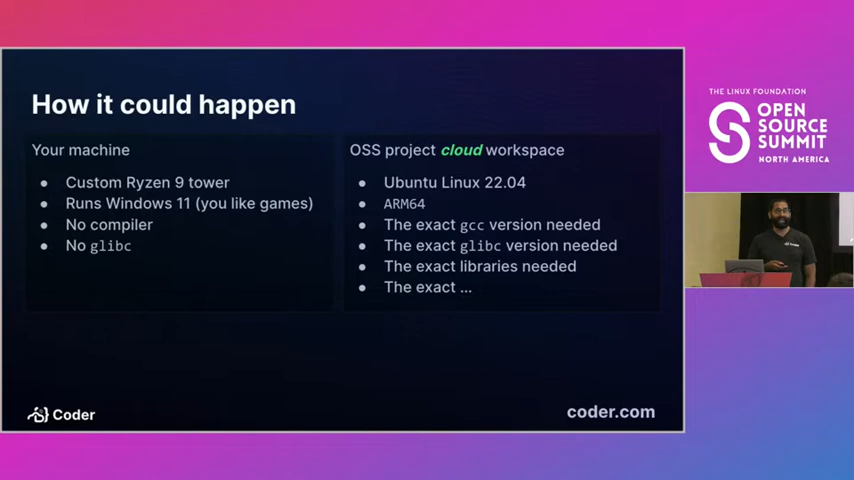 How it could happen
Your machine
● Custom Ryzen 9 tower
● Runs Windows 11 (you like games)
● No compiler
● No glibc
OSS project cloud workspace
● Ubuntu Linux 22.04
● ARM64
● The exact gcc version needed
● The exact glibc version needed
● The exact libraries needed
● The exact ...
Coder
coder.com
THE LINUX FOUNDATION
OPEN
SOURCE
SUMMIT
NORTH AMERICA